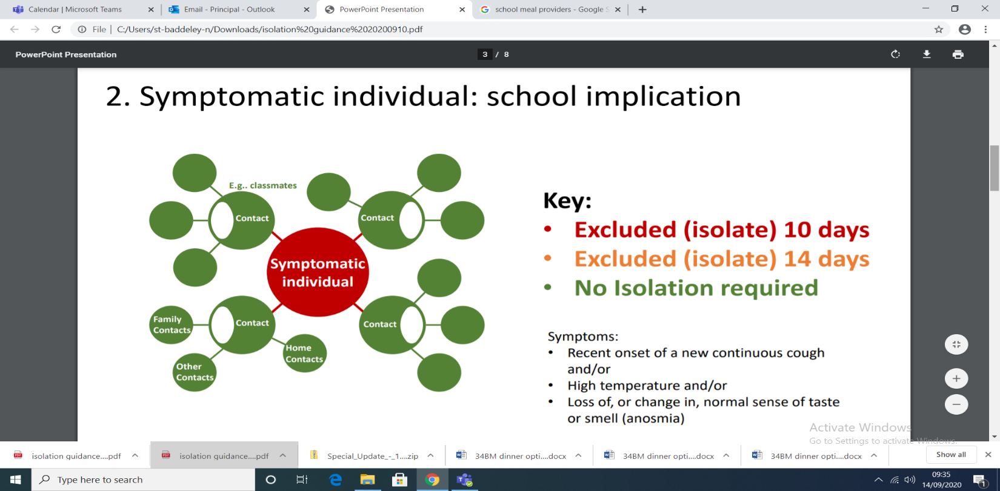 Calendar | Microsoft Teams
Email - Principal - Outlook
PowerPoint Presentation
school meal providers - Google S
File | C:/Users/st-baddeley-n/Downloads/isolation%20guidance%2020200910.pdf
PowerPoint Presentation
3 / 8
2. Symptomatic individual: school implication
E.g.. classmates
Contact
Contact
Symptomatic
individual
Contact
Contact
Family
Contacts
Home
Contacts
Other
Contacts
Key:
• Excluded (isolate) 10 days
• Excluded (isolate) 14 days
• No Isolation required
Symptoms:
• Recent onset of a new continuous cough
and/or
• High temperature and/or
• Loss of, or change in, normal sense of taste
or smell (anosmia)
Activate Windows
Go to Settings to activate Windows.
isolation guidance....pdf
isolation guidance....pdf
Special_Update_-_1....zip
34BM dinner opti....docx
34BM dinner opti....docx
34BM dinner opti....docx
Show all
Type here to search
09:35
14/09/2020
1